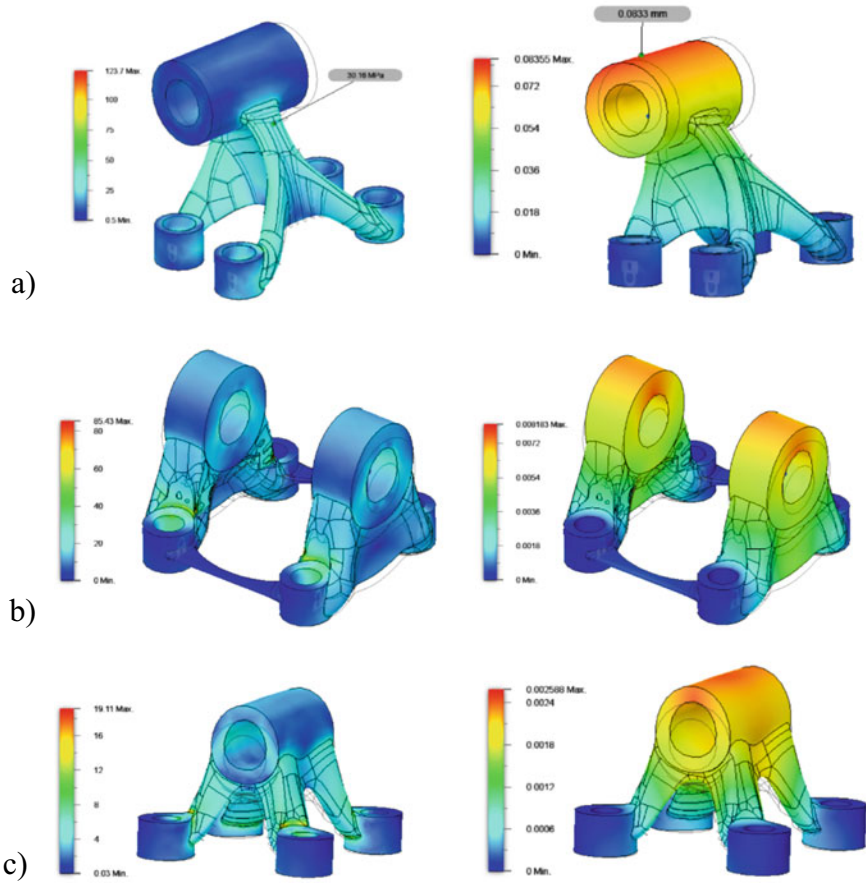 0.0833 mm
123.7 Max.
100
75
50
25
0.5 Min.
30.16 MPa
0.08355 Max.
0.072
0.054
0.036
0.018
0 Min.
a)
85.43 Max.
80
60
40
20
0 Min.
0.008183 Max.
0.0072
0.0054
0.0036
0.0018
0 Min.
b)
19.11 Max.
16
12
8
4
0.03 Min.
0.002588 Max.
0.0024
0.0018
0.0012
0.0006
0 Min.
c)